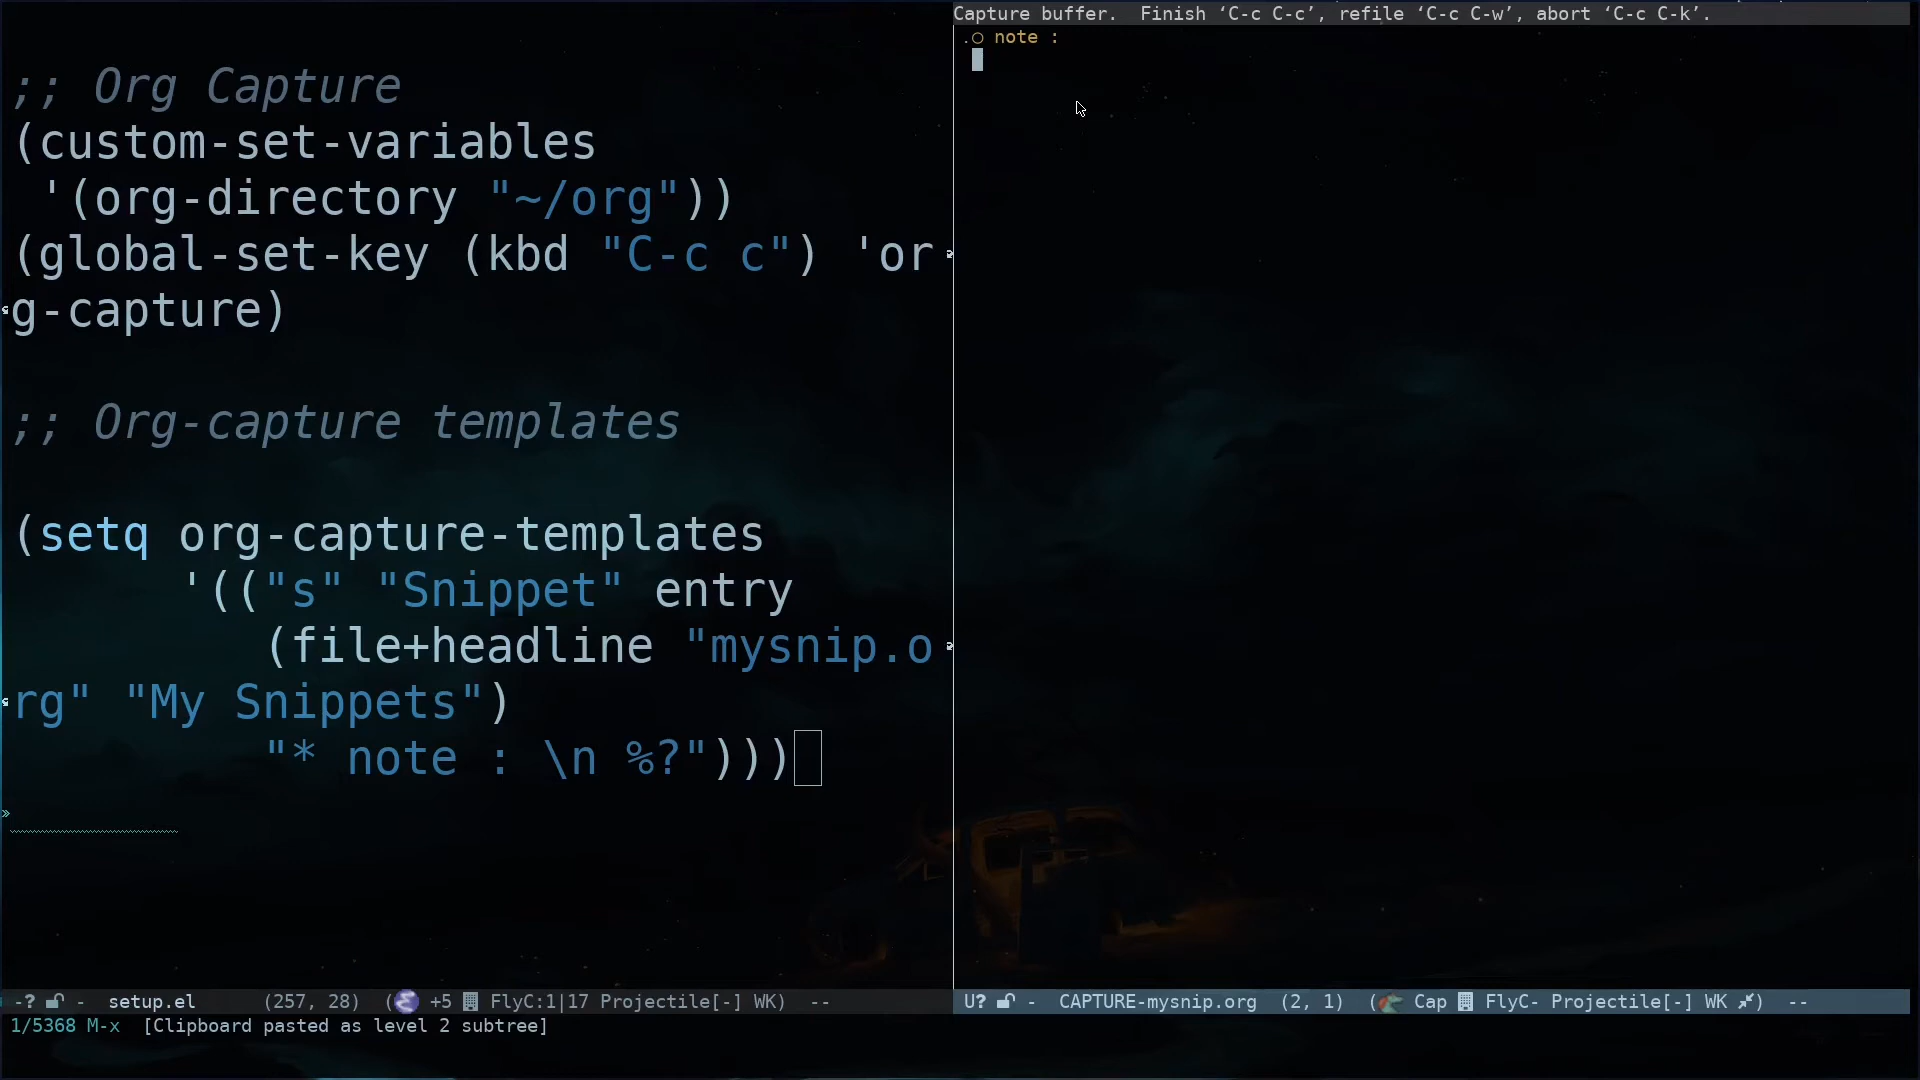 ;; Org Capture
(custom-set-variables
'(org-directory "~/org"))
(global-set-key (kbd "C-c c") 'or
g-capture)
;; Org-capture templates
(setq org-capture-templates
'(("s" "Snippet" entry
(file+headline "mysnip.o
rg" "My Snippets")
"* note : \n %?")))
-? - setup.el (257, 28) ( +5 FlyC:1|17 Projectile[-] WK) --
Capture buffer. Finish ‘C-c C-c’, refile ‘C-c C-w’, abort ‘C-c C-k’.
.○ note :
U? - CAPTURE-mysnip.org (2, 1) ( Cap FlyC- Projectile[-] WK ) --
1/5368 M-x [Clipboard pasted as level 2 subtree]